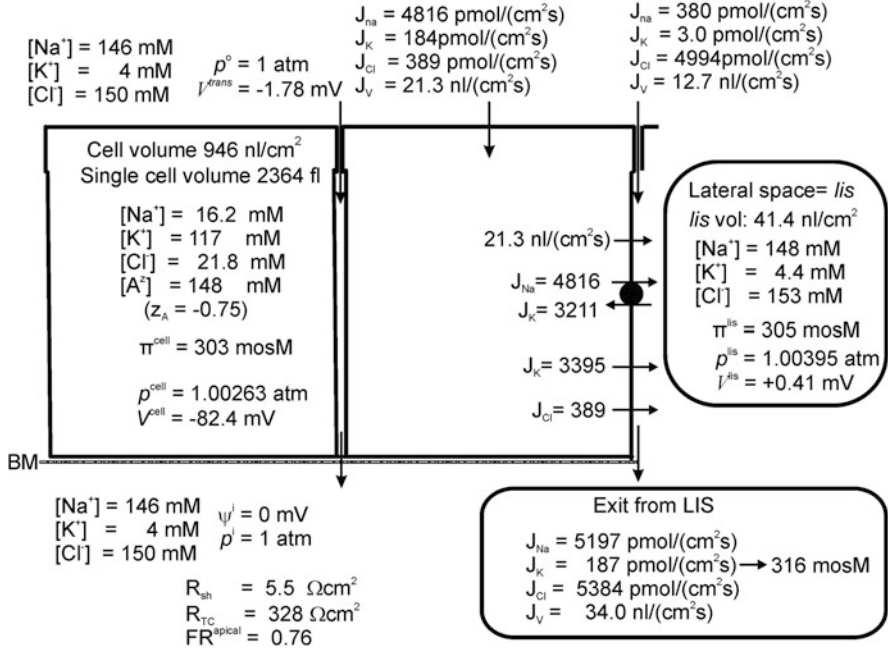 [Na⁺] = 146 mM
[K⁺] = 4 mM
[Cl⁻] = 150 mM
pᵒ = 1 atm
Vᵗʳᵃⁿˢ = -1.78 mV
J_Na = 4816 pmol/(cm²s)
J_K = 184pmol/(cm²s)
J_Cl = 389 pmol/(cm²s)
J_V = 21.3 nl/(cm²s)
J_na = 380 pmol/(cm²s)
J_K = 3.0 pmol/(cm²s)
J_Cl = 4994pmol/(cm²s)
J_V = 12.7 nl/(cm²s)
Cell volume 946 nl/cm²
Single cell volume 2364 fl
[Na⁺] = 16.2 mM
[K⁺] = 117 mM
[Cl⁻] = 21.8 mM
[Aᶻ] = 148 mM
(z_A = -0.75)
π^cell = 303 mosM
p^cell = 1.00263 atm
V^cell = -82.4 mV
21.3 nl/(cm²s)
J_Na = 4816
J_K = 3211
J_K = 3395
J_Cl = 389
Lateral space= lis
lis vol: 41.4 nl/cm²
[Na⁺] = 148 mM
[K⁺] = 4.4 mM
[Cl⁻] = 153 mM
π^lis = 305 mosM
p^lis = 1.00395 atm
V^lis = +0.41 mV
BM
[Na⁺] = 146 mM
[K⁺] = 4 mM
[Cl⁻] = 150 mM
ψⁱ = 0 mV
pⁱ = 1 atm
R_sh = 5.5 Ωcm²
R_TC = 328 Ωcm²
FR^apical = 0.76
Exit from LIS
J_Na = 5197 pmol/(cm²s)
J_K = 187 pmol/(cm²s) → 316 mosM
J_Cl = 5384 pmol/(cm²s)
J_V = 34.0 nl/(cm²s)